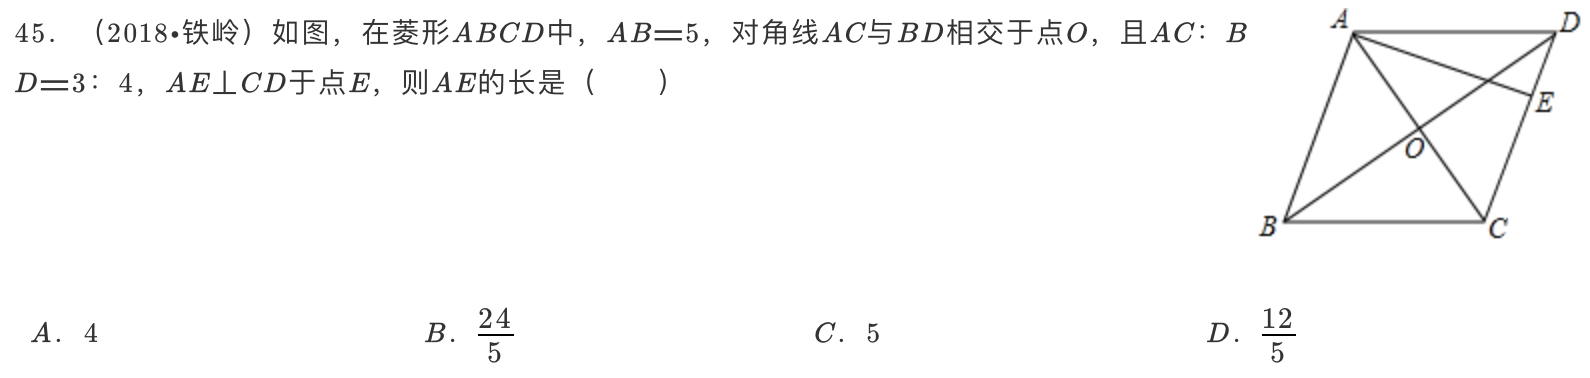 45. （2018•铁岭）如图，在菱形ABCD中，AB=5，对角线AC与BD相交于点O，且AC：B
D=3：4，AE⊥CD于点E，则AE的长是（　　）
A
D
E
O
B
C
A. 4　B. 24/5　C. 5　D. 12/5